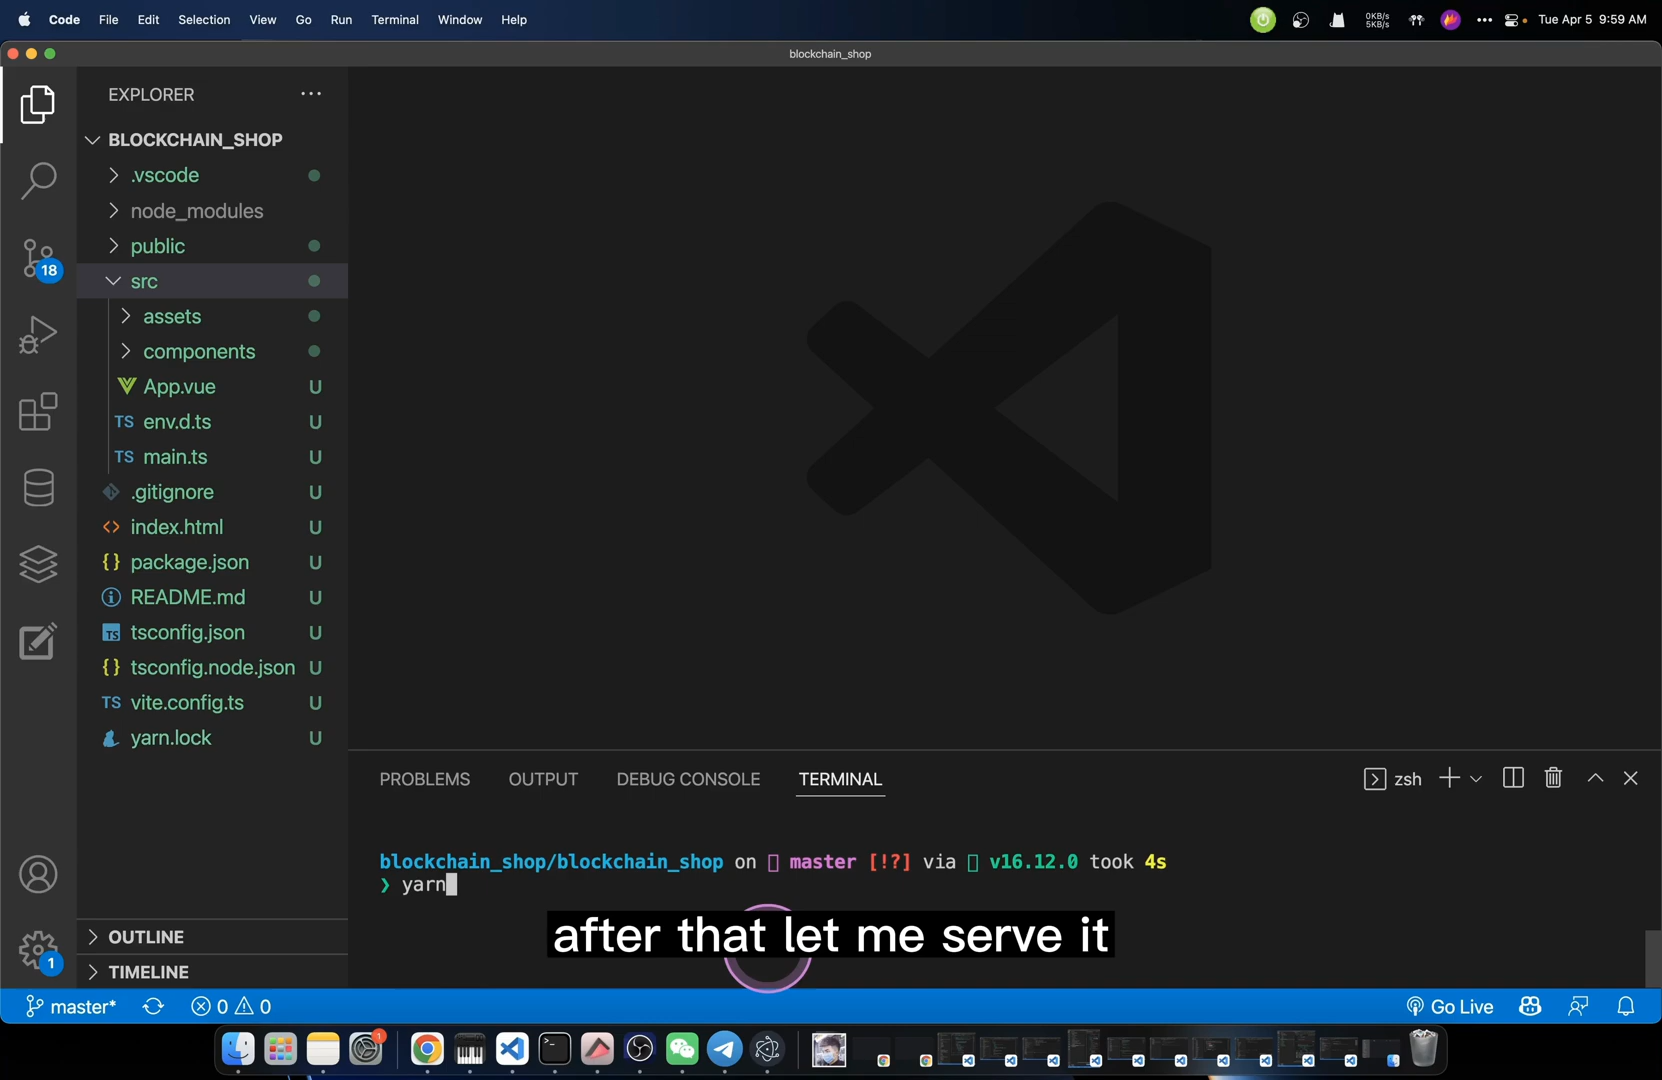 Code File Edit Selection View Go Run Terminal Window Help
0KB/s
5KB/s
Tue Apr 5 9:59 AM
blockchain_shop
EXPLORER
BLOCKCHAIN_SHOP
.vscode
node_modules
public
18
src
assets
components
App.vue U
TS env.d.ts U
TS main.ts U
.gitignore U
index.html U
package.json U
README.md U
TS tsconfig.json U
tsconfig.node.json U
TS vite.config.ts U
yarn.lock U
PROBLEMS OUTPUT DEBUG CONSOLE TERMINAL
zsh
blockchain_shop/blockchain_shop on master [!?] via v16.12.0 took 4s
❯ yarn
after that let me serve it
OUTLINE
1
TIMELINE
master* 0 0
Go Live
1